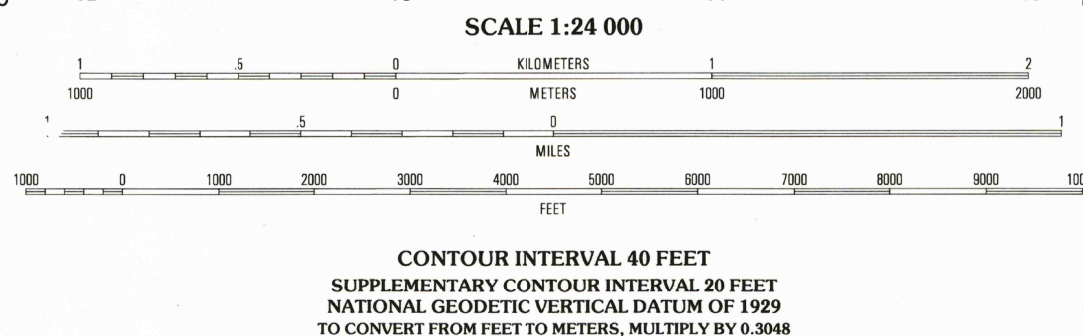 SCALE 1:24 000
1 .5 0 KILOMETERS 1 2
1000 0 METERS 1000 2000
1 .5 0 1
MILES
1000 0 1000 2000 3000 4000 5000 6000 7000 8000 9000
FEET
CONTOUR INTERVAL 40 FEET
SUPPLEMENTARY CONTOUR INTERVAL 20 FEET
NATIONAL GEODETIC VERTICAL DATUM OF 1929
TO CONVERT FROM FEET TO METERS, MULTIPLY BY 0.3048